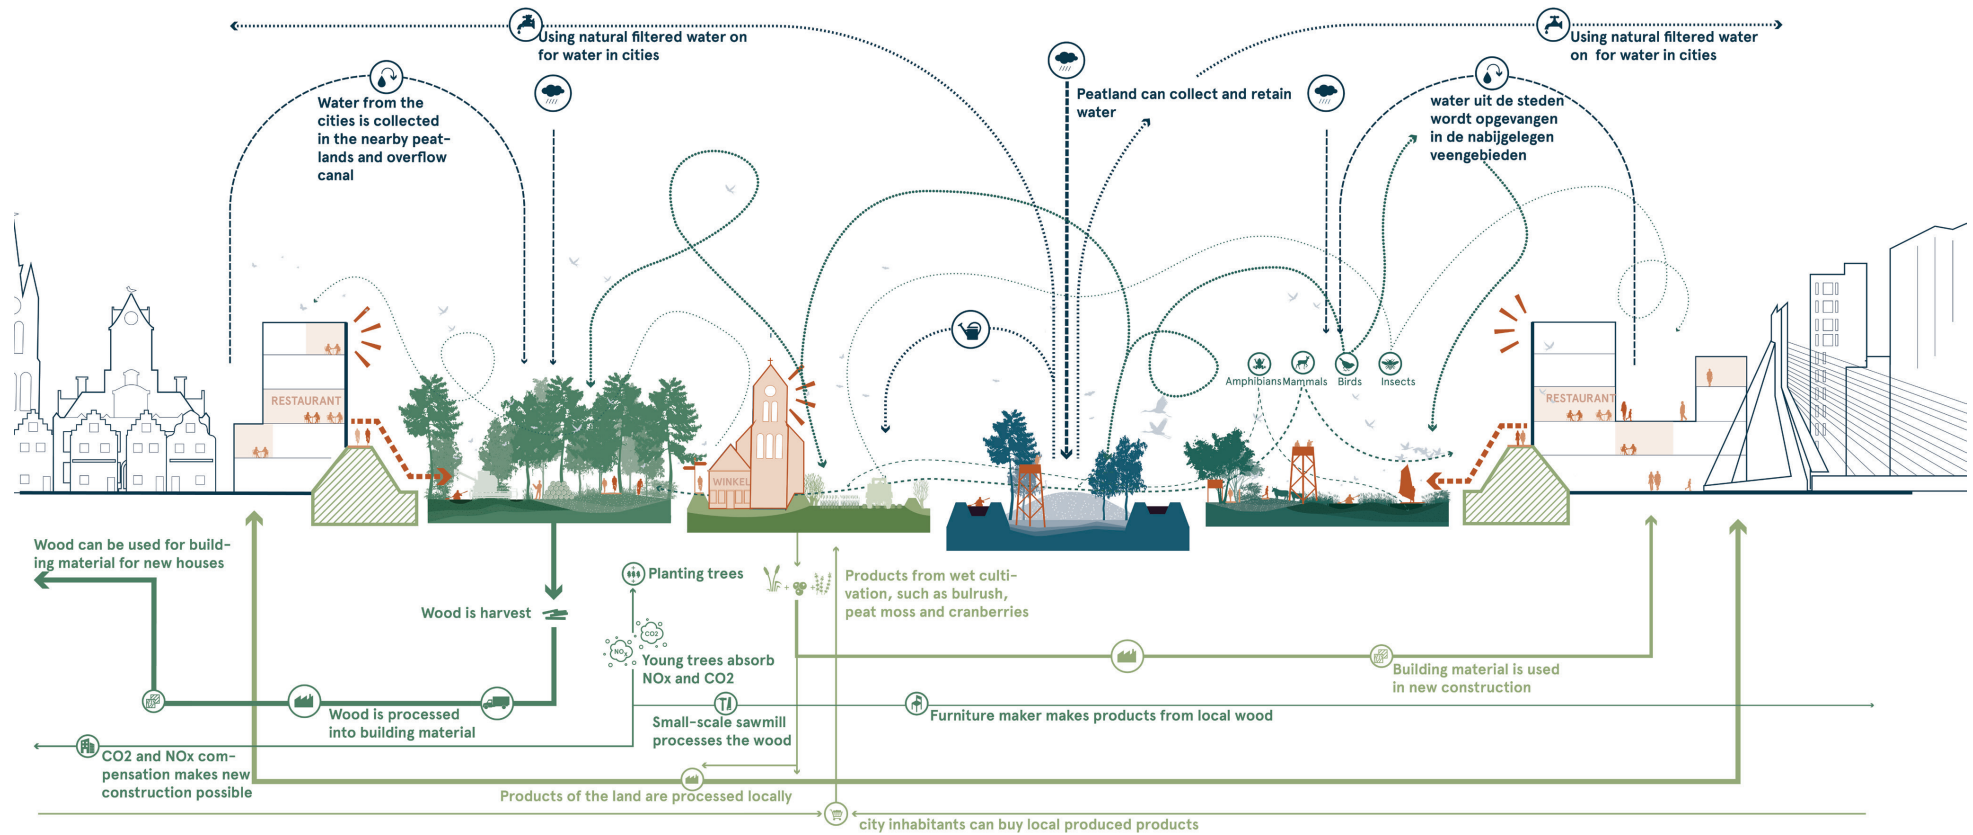 Using natural filtered water on
for water in cities
Using natural filtered water
on for water in cities
Water from the
cities is collected
in the nearby peat-
lands and overflow
canal
Peatland can collect and retain
water
water uit de steden
wordt opgevangen
in de nabijgelegen
veengebieden
Amphibians
Mammals
Birds
Insects
RESTAURANT
RESTAURANT
WINKEL
Wood can be used for build-
ing material for new houses
Wood is harvest
Planting trees
CO2
NOx
Young trees absorb
NOx and CO2
Products from wet culti-
vation, such as bulrush,
peat moss and cranberries
Building material is used
in new construction
Wood is processed
into building material
Small-scale sawmill
processes the wood
Furniture maker makes products from local wood
CO2 and NOx com-
pensation makes new
construction possible
Products of the land are processed locally
city inhabitants can buy local produced products